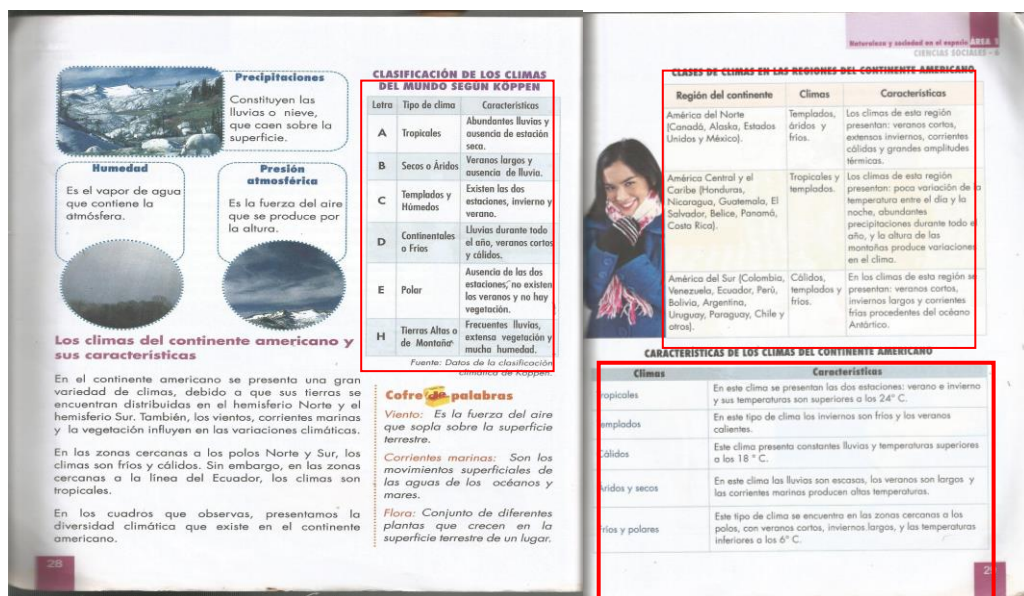 Precipitaciones
Constituyen las
lluvias o nieve,
que caen sobre la
superficie.
Humedad
Es el vapor de agua
que contiene la
atmósfera.
Presión
atmosférica
Es la fuerza del aire
que se produce por
la altura.
Los climas del continente americano y
sus características
En el continente americano se presenta una gran
variedad de climas, debido a que sus tierras se
encuentran distribuidas en el hemisferio Norte y el
hemisferio Sur. También, los vientos, corrientes marinas
y la vegetación influyen en las variaciones climáticas.
En las zonas cercanas a los polos Norte y Sur, los
climas son fríos y cálidos. Sin embargo, en las zonas
cercanas a la línea del Ecuador, los climas son
tropicales.
En los cuadros que observas, presentamos la
diversidad climática que existe en el continente
americano.
28
CLASIFICACIÓN DE LOS CLIMAS
DEL MUNDO SEGÚN KÖPPEN
Letra Tipo de clima Características
A Tropicales Abundantes lluvias y
ausencia de estación
seca.
B Secos o Áridos Veranos largos y
ausencia de lluvia.
C Templados y
Húmedos Existen las dos
estaciones, invierno y
verano.
D Continentales
o Fríos Lluvias durante todo
el año, veranos cortos
y cálidos.
E Polar Ausencia de las dos
estaciones, no existen
los veranos y no hay
vegetación.
H Tierras Altas o
de Montaña Frecuentes lluvias,
extensa vegetación y
mucha humedad.
Fuente: Datos de la clasificación
climática de Köppen.
Cofre de palabras
Viento: Es la fuerza del aire
que sopla sobre la superficie
terrestre.
Corrientes marinas: Son los
movimientos superficiales de
las aguas de los océanos y
mares.
Flora: Conjunto de diferentes
plantas que crecen en la
superficie terrestre de un lugar.
Naturaleza y sociedad en el espacio ÁREA 1
CIENCIAS SOCIALES - 6
CLASES DE CLIMAS EN LAS REGIONES DEL CONTINENTE AMERICANO
Región del continente Climas Características
América del Norte
(Canadá, Alaska, Estados
Unidos y México).
Templados,
áridos y
fríos.
Los climas de esta región
presentan: veranos cortos,
extensos inviernos, corrientes
cálidas y grandes amplitudes
térmicas.
América Central y el
Caribe (Honduras,
Nicaragua, Guatemala, El
Salvador, Belice, Panamá,
Costa Rica).
Tropicales y
templados.
Los climas de esta región
presentan: poca variación de la
temperatura entre el día y la
noche, abundantes
precipitaciones durante todo el
año, y la altura de las
montañas produce variaciones
en el clima.
América del Sur (Colombia,
Venezuela, Ecuador, Perú,
Bolivia, Argentina,
Uruguay, Paraguay, Chile y
otros).
Cálidos,
templados y
fríos.
En los climas de esta región se
presentan: veranos cortos,
inviernos largos y corrientes
frías procedentes del océano
Antártico.
CARACTERÍSTICAS DE LOS CLIMAS DEL CONTINENTE AMERICANO
Climas Características
Tropicales En este clima se presentan las dos estaciones: verano e invierno
y sus temperaturas son superiores a los 24° C.
Templados En este tipo de clima los inviernos son fríos y los veranos
calientes.
Cálidos Este clima presenta constantes lluvias y temperaturas superiores
a los 18 ° C.
Áridos y secos En este clima las lluvias son escasas, los veranos son largos y
las corrientes marinas producen altas temperaturas.
Fríos y polares Este tipo de clima se encuentra en las zonas cercanas a los
polos, con veranos cortos, inviernos largos, y las temperaturas
inferiores a los 6° C.